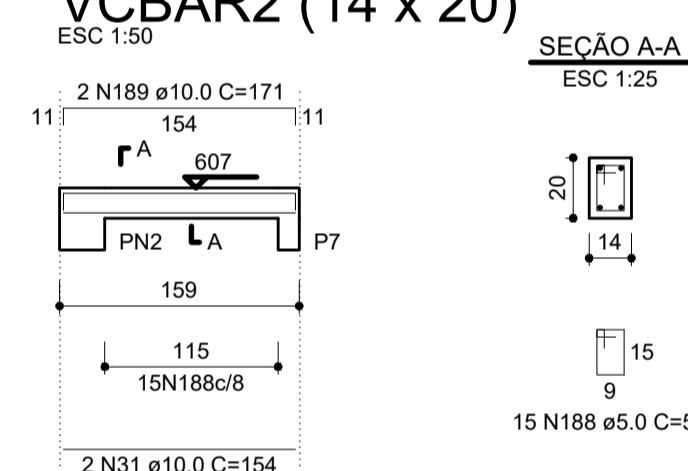 VCBAR2 (14 x 20)
ESC 1:50
SEÇÃO A-A
ESC 1:25
2 N189 ø10.0 C=171
11
154
11
A
607
PN2
A
P7
20
14
159
115
15N188c/8
15
9
15 N188 ø5.0
2 N31 ø10.0 C=154